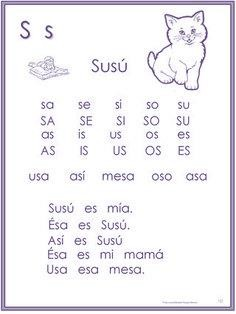 S s
Susú
sa se si so su
SA SE SI SO SU
as is us os es
AS IS US OS ES
usa así mesa oso asa
Susú es mía.
Ésa es Susú.
Así es Susú
Ésa es mi mamá
Usa esa mesa.